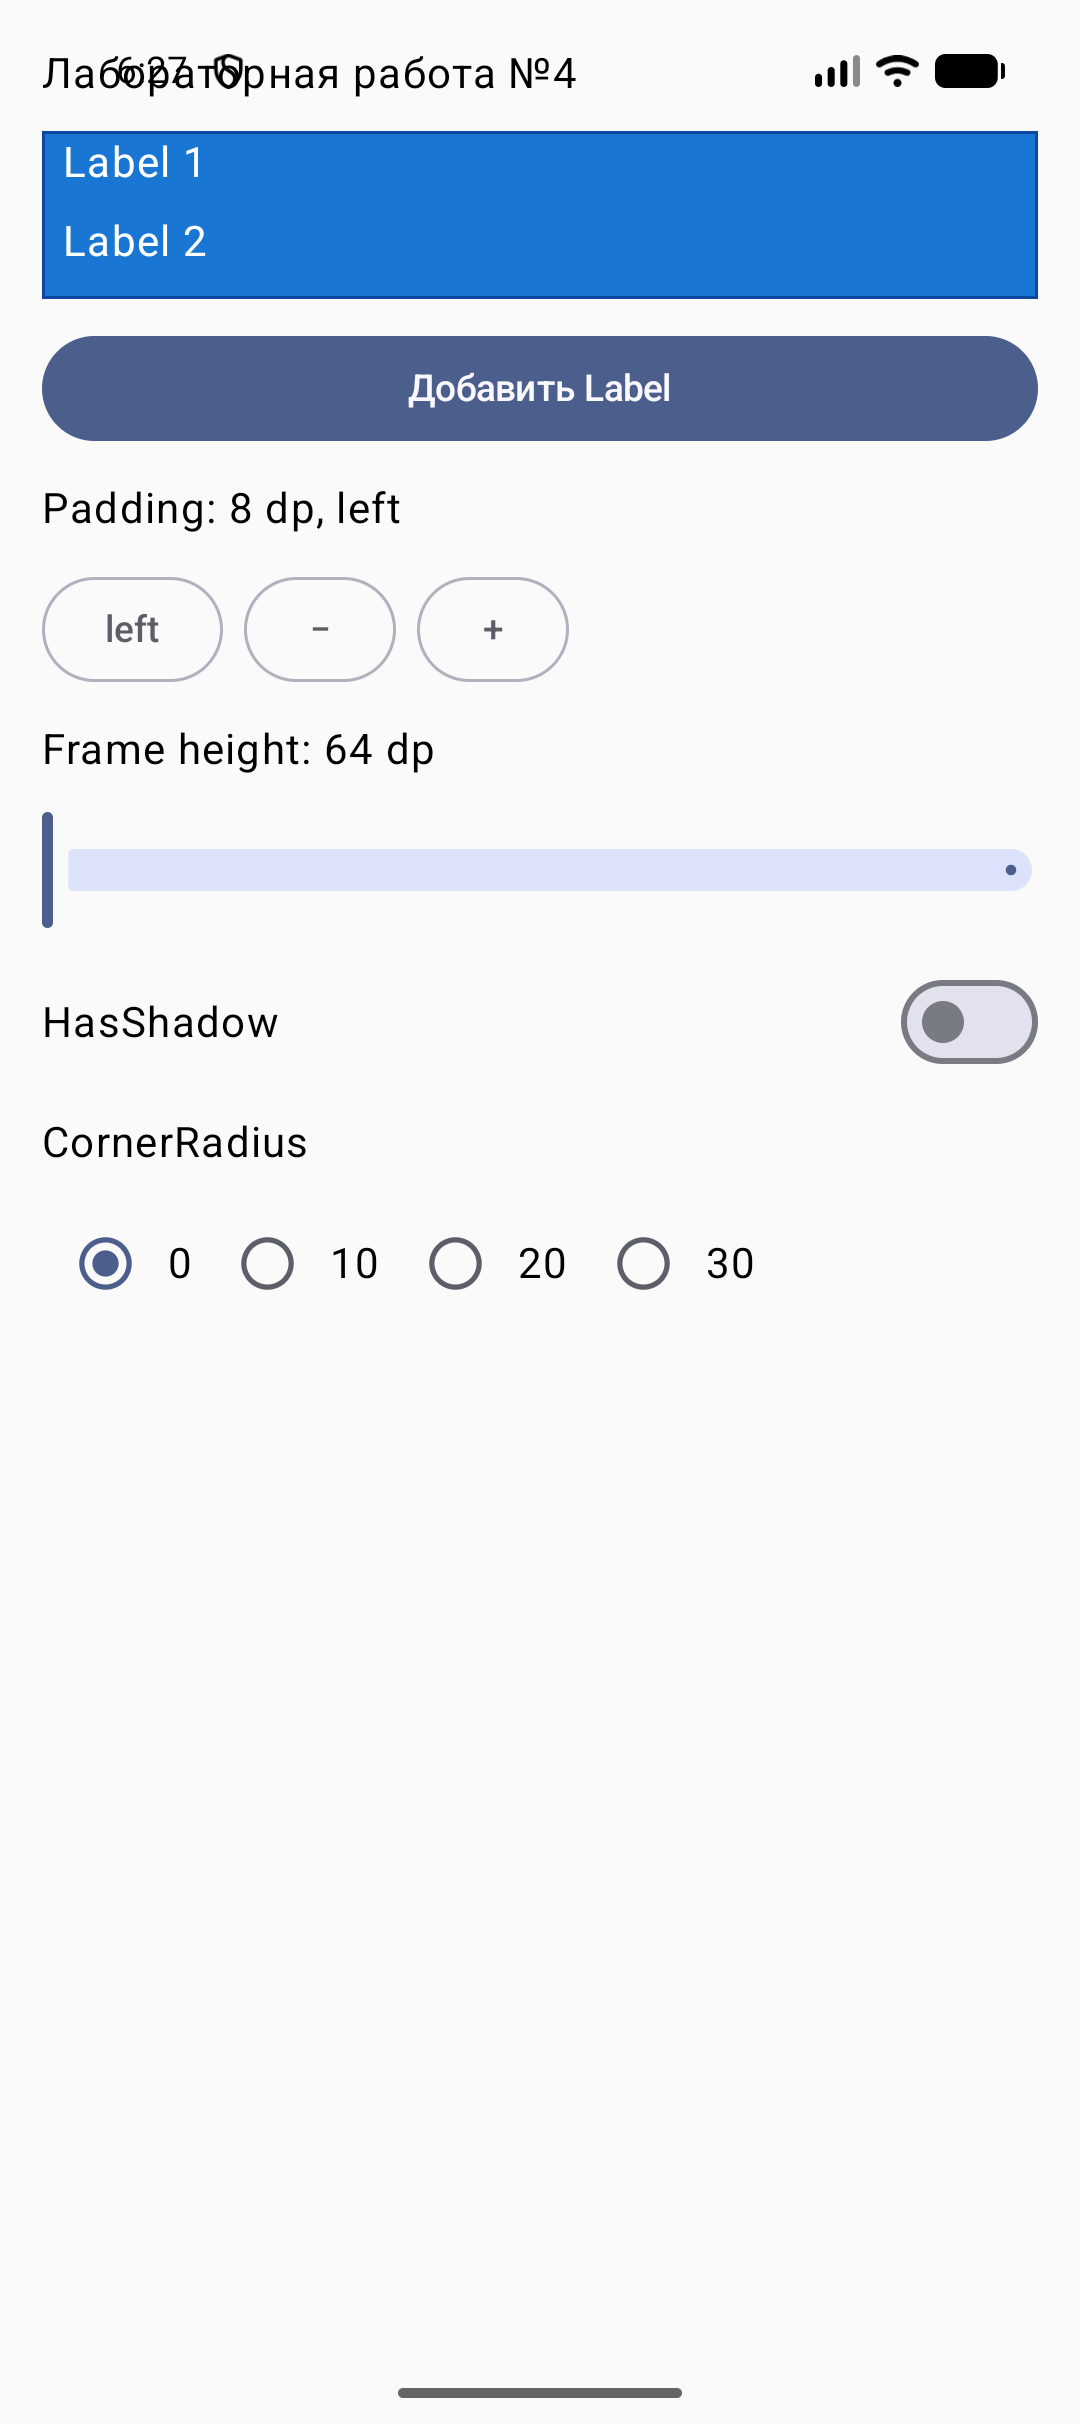 6:27
Лабораторная работа №4
Label 1
Label 2
Добавить Label
Padding: 8 dp, left
left − +
Frame height: 64 dp
HasShadow
CornerRadius
0 10 20 30